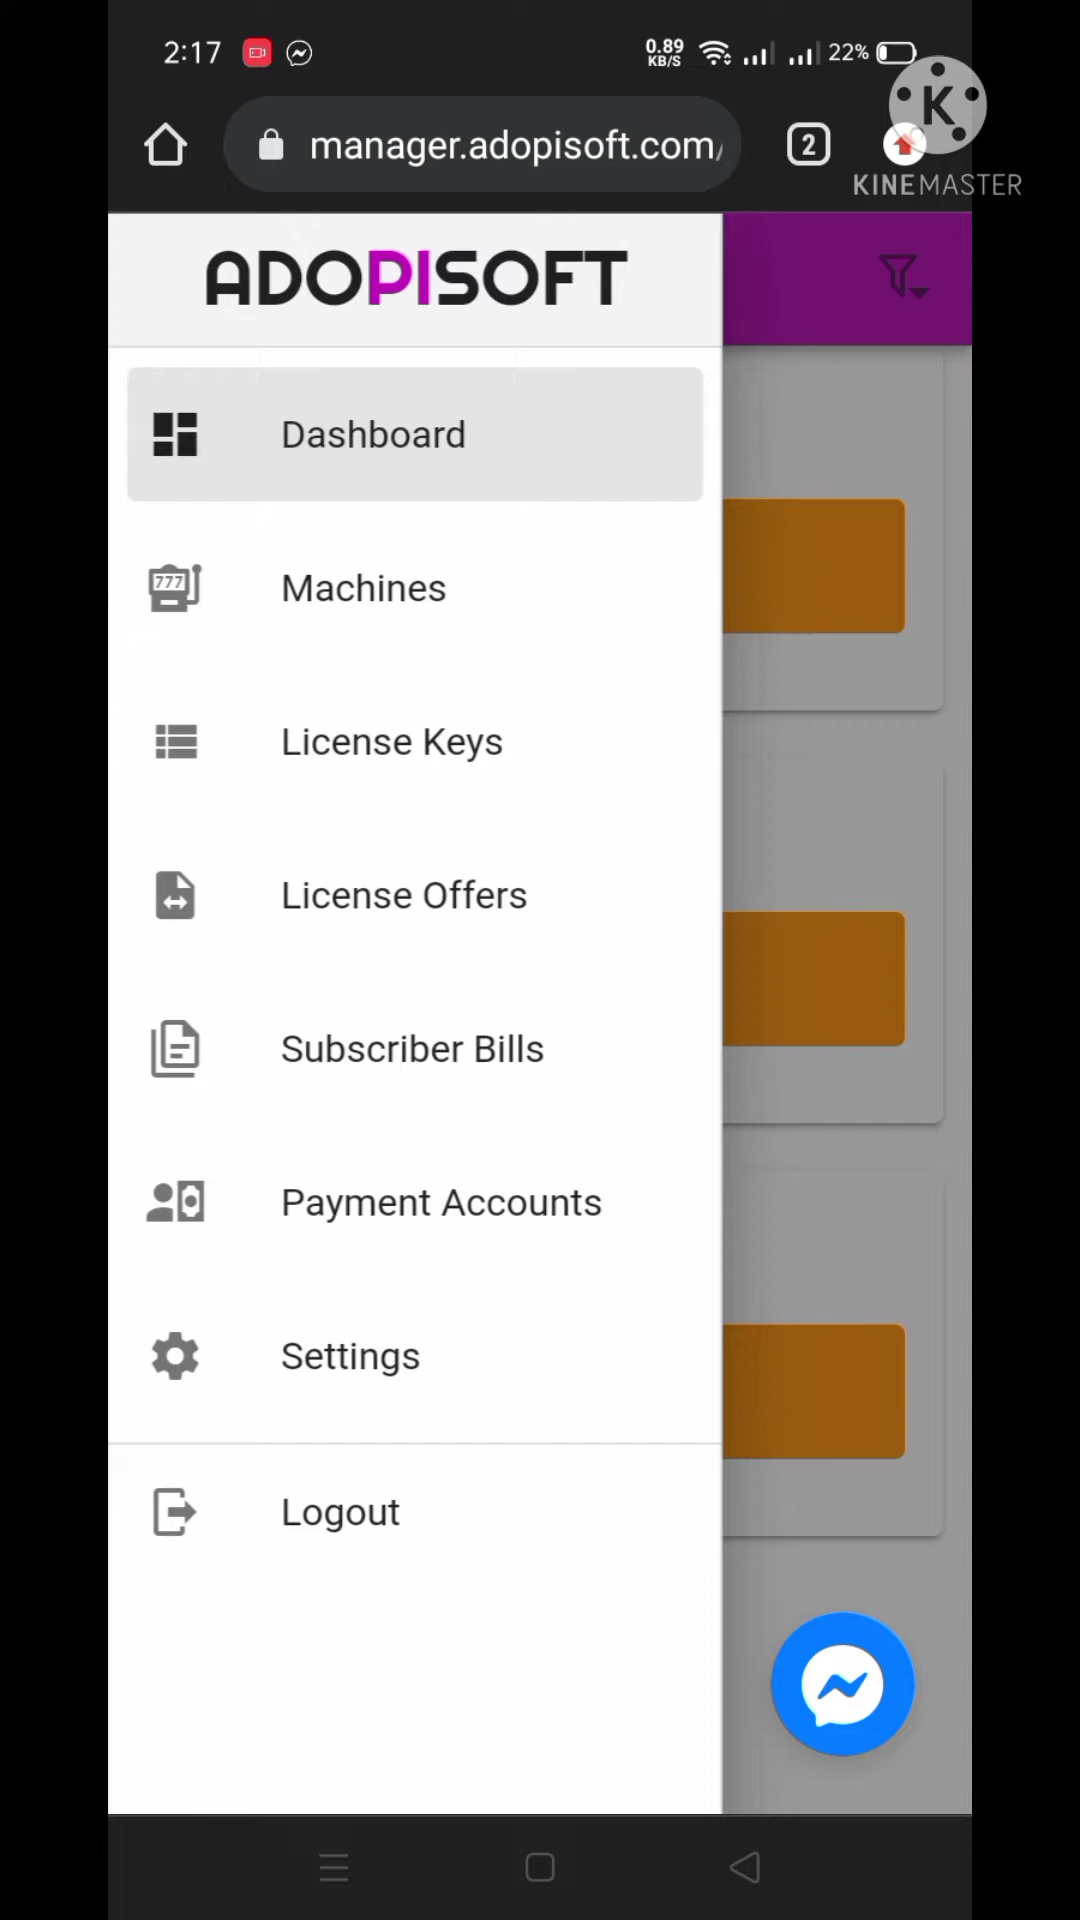 2:17
0.89
KB/S
22%
manager.adopisoft.com/
2
K
KINEMASTER
ADOPISOFT
Dashboard
777
Machines
License Keys
License Offers
Subscriber Bills
Payment Accounts
Settings
Logout